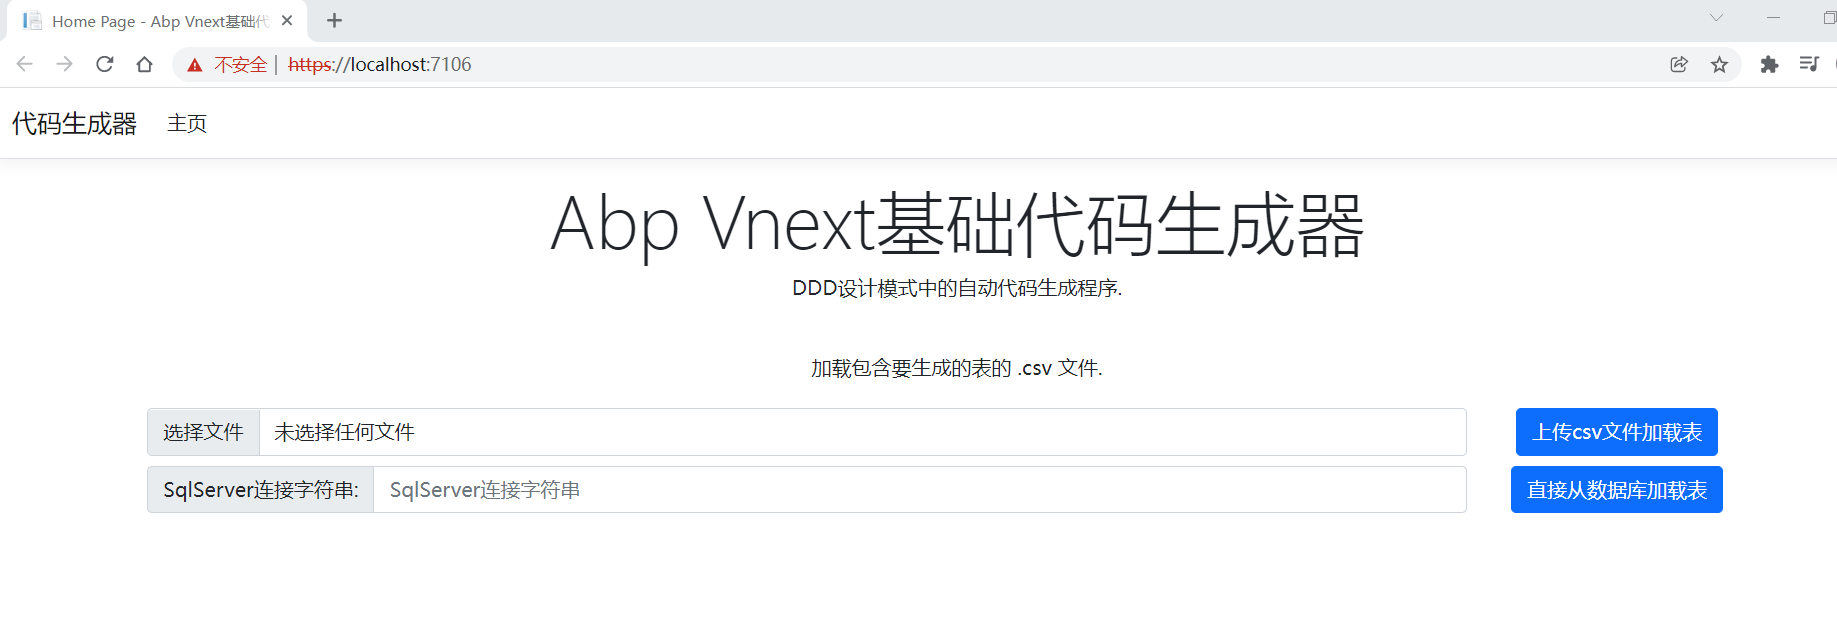 Home Page - Abp Vnext基础代
不安全 https://localhost:7106
代码生成器 主页
Abp Vnext基础代码生成器
DDD设计模式中的自动代码生成程序.
加载包含要生成的表的 .csv 文件.
选择文件 未选择任何文件 上传csv文件加载表
SqlServer连接字符串: SqlServer连接字符串 直接从数据库加载表